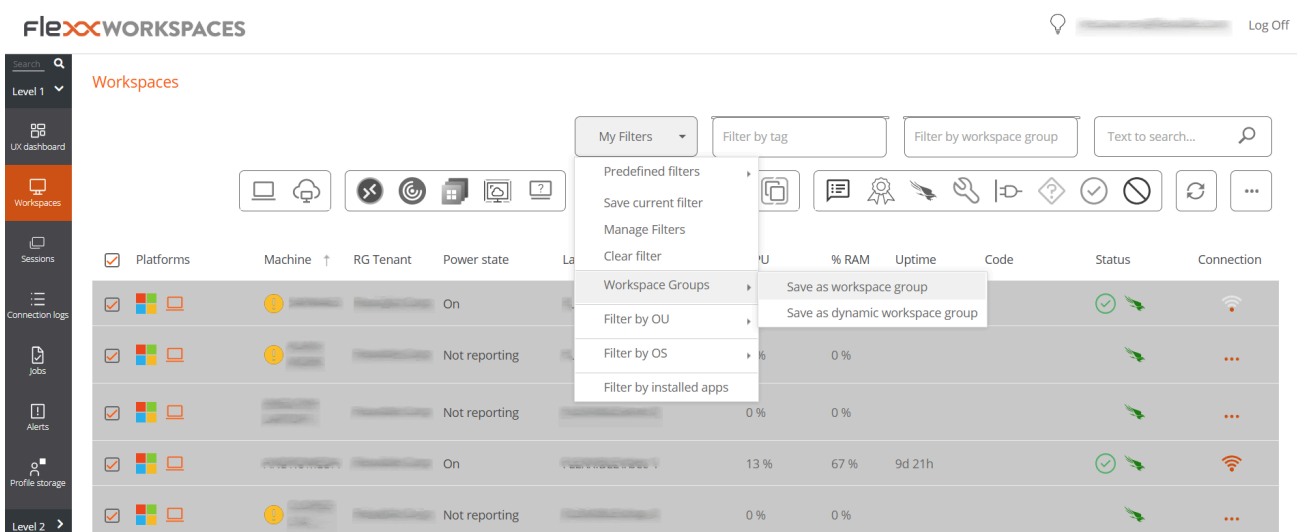 FlexxWORKSPACES
Log Off
Search
Level 1
Workspaces
My Filters
Filter by tag
Filter by workspace group
Text to search...
UX dashboard
Workspaces
Sessions
Connection logs
Jobs
Alerts
Profile storage
Level 2
Predefined filters
Save current filter
Manage Filters
Clear filter
Workspace Groups
Filter by OU
Filter by OS
Filter by installed apps
Save as workspace group
Save as dynamic workspace group
Platforms Machine RG Tenant Power state % RAM Uptime Code Status Connection
On
Not reporting 0 %
Not reporting 0 % 0 %
On 13 % 67 % 9d 21h
Not reporting 0 % 0 %